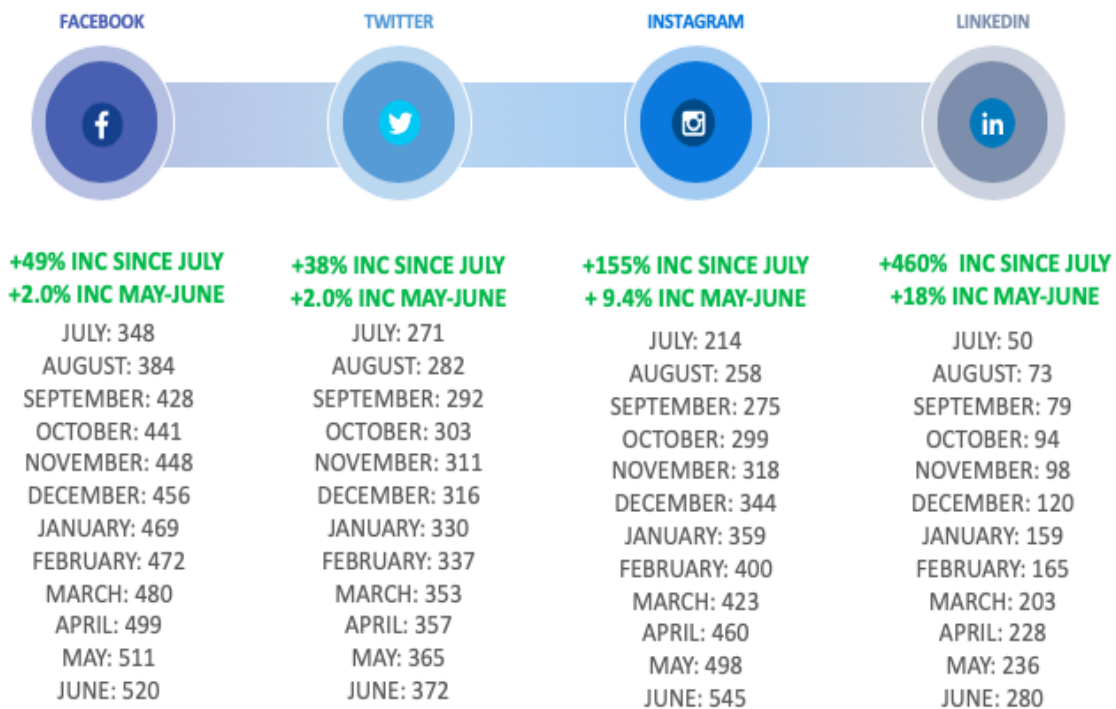 FACEBOOK
+49% INC SINCE JULY
+2.0% INC MAY-JUNE
JULY: 348
AUGUST: 384
SEPTEMBER: 428
OCTOBER: 441
NOVEMBER: 448
DECEMBER: 456
JANUARY: 469
FEBRUARY: 472
MARCH: 480
APRIL: 499
MAY: 511
JUNE: 520
TWITTER
+38% INC SINCE JULY
+2.0% INC MAY-JUNE
JULY: 271
AUGUST: 282
SEPTEMBER: 292
OCTOBER: 303
NOVEMBER: 311
DECEMBER: 316
JANUARY: 330
FEBRUARY: 337
MARCH: 353
APRIL: 357
MAY: 365
JUNE: 372
INSTAGRAM
+155% INC SINCE JULY
+ 9.4% INC MAY-JUNE
JULY: 214
AUGUST: 258
SEPTEMBER: 275
OCTOBER: 299
NOVEMBER: 318
DECEMBER: 344
JANUARY: 359
FEBRUARY: 400
MARCH: 423
APRIL: 460
MAY: 498
JUNE: 545
LINKEDIN
in
+460%  INC SINCE JULY
+18% INC MAY-JUNE
JULY: 50
AUGUST: 73
SEPTEMBER: 79
OCTOBER: 94
NOVEMBER: 98
DECEMBER: 120
JANUARY: 159
FEBRUARY: 165
MARCH: 203
APRIL: 228
MAY: 236
JUNE: 280